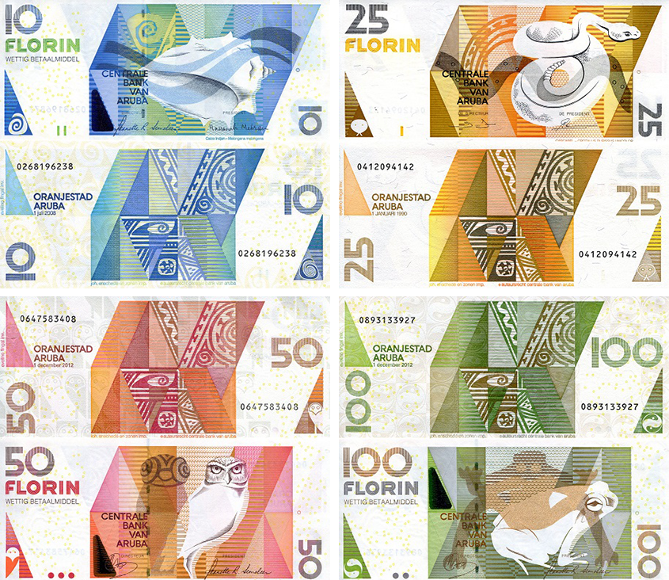 10
FLORIN
WETTIG BETAALMIDDEL
CENTRALE
BANK
VAN
ARUBA
10
25
FLORIN
CENTRALE
BANK
VAN
ARUBA
DE PRESIDENT
25
0268196238
ORANJESTAD
ARUBA
1 juli 2008
10
10
0268196238
0412094142
ORANJESTAD
ARUBA
1 JANUARI 1990
25
25
0412094142
0647583408
ORANJESTAD
ARUBA
1 december 2012
50
50
0647583408
0893133927
ORANJESTAD
ARUBA
1 december 2012
100
100
0893133927
50
FLORIN
WETTIG BETAALMIDDEL
CENTRALE
BANK
VAN
ARUBA
50
100
FLORIN
WETTIG BETAALMIDDEL
CENTRALE
BANK
VAN
ARUBA
100